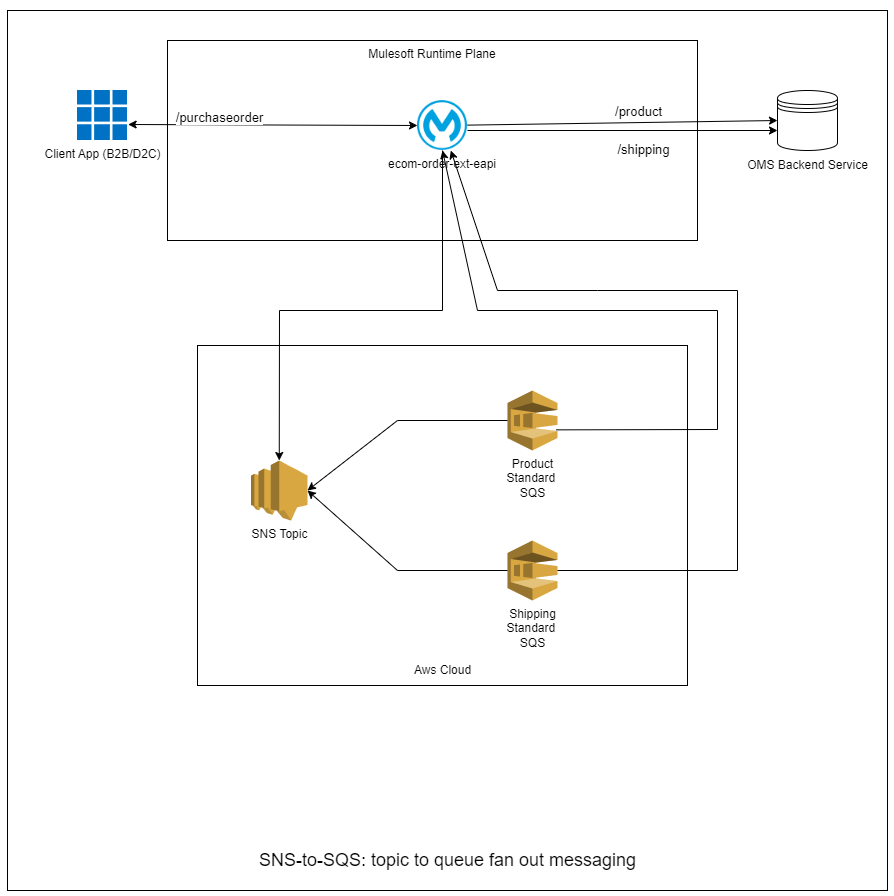 Mulesoft Runtime Plane
/purchaseorder
/product
/shipping
Client App (B2B/D2C)
ecom-order-ext-eapi
OMS Backend Service
Product
Standard
SQS
SNS Topic
Shipping
Standard
SQS
Aws Cloud
SNS-to-SQS: topic to queue fan out messaging